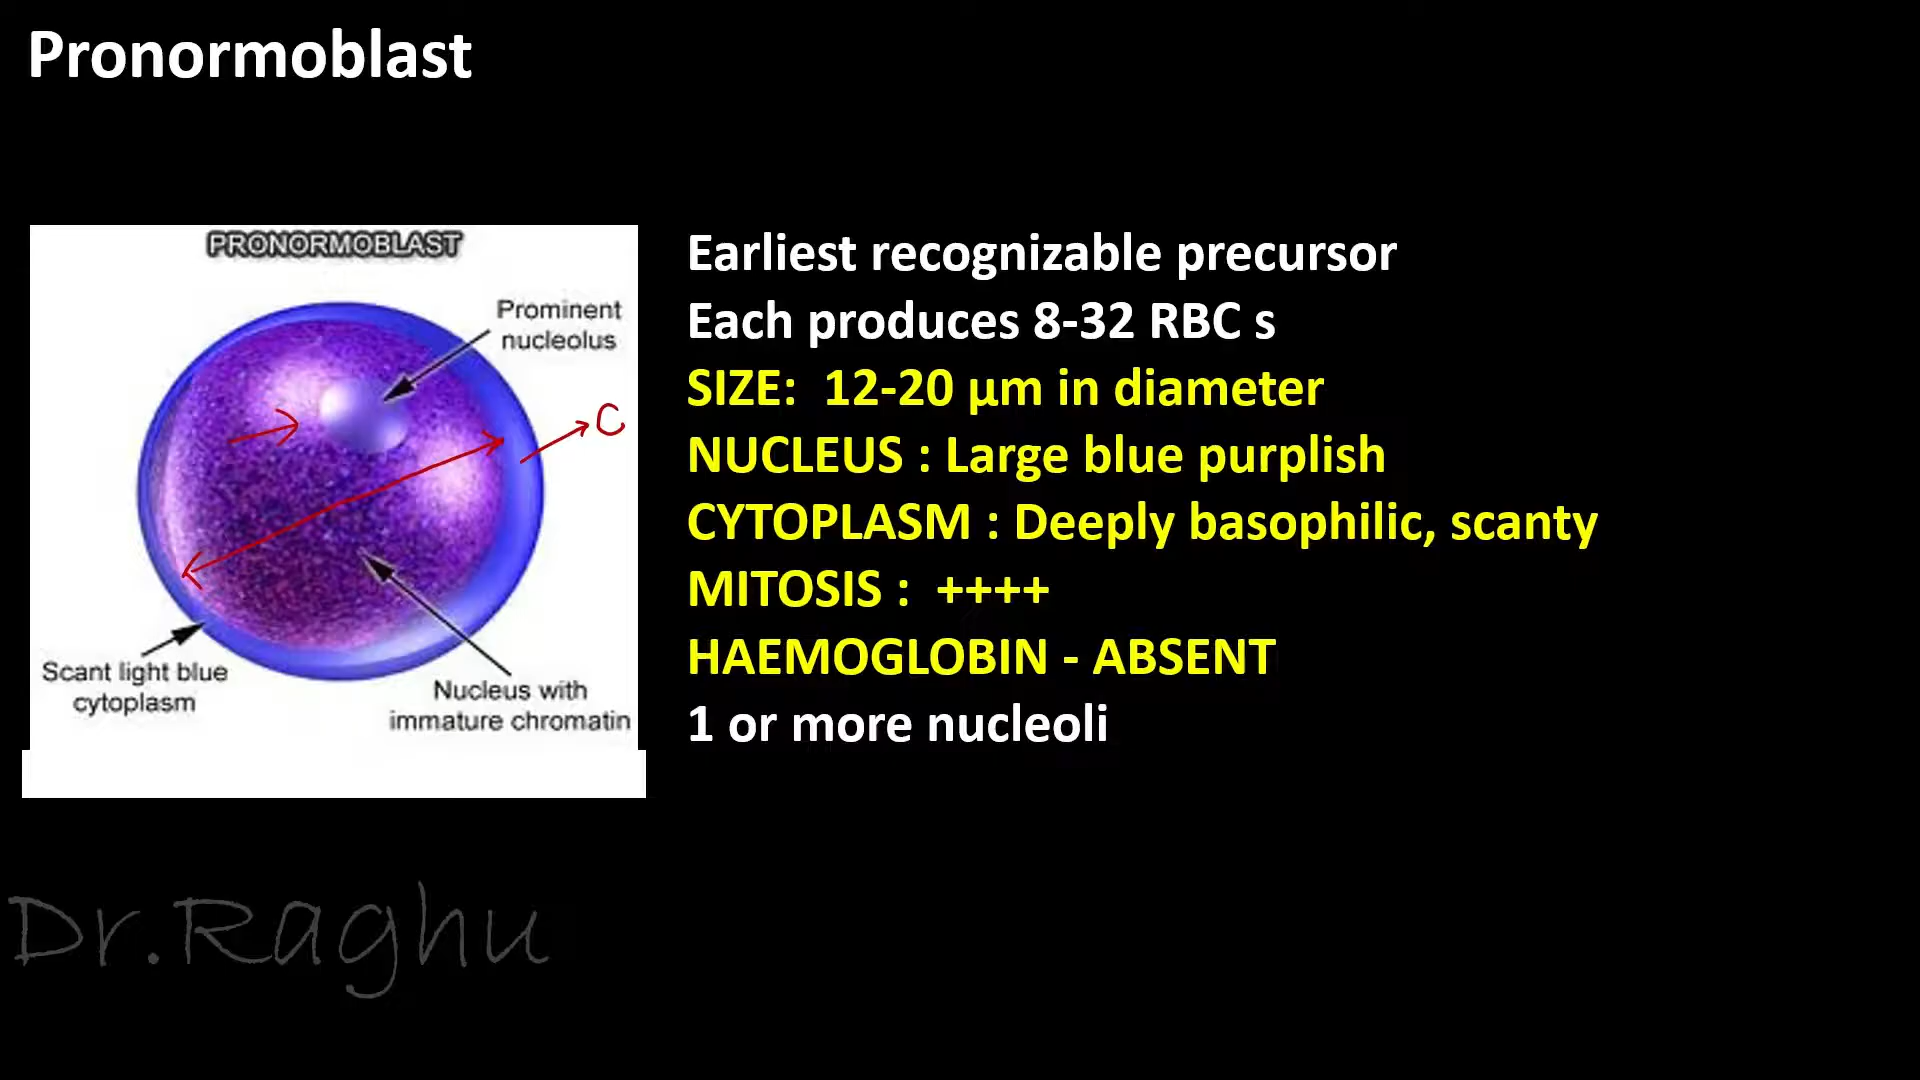 Pronormoblast
PRONORMOBLAST
Prominent
nucleolus
C
Scant light blue
cytoplasm
Nucleus with
immature chromatin
Earliest recognizable precursor
Each produces 8-32 RBC s
SIZE:  12-20 µm in diameter
NUCLEUS : Large blue purplish
CYTOPLASM : Deeply basophilic, scanty
MITOSIS :  ++++
HAEMOGLOBIN - ABSENT
1 or more nucleoli
Dr.Raghu